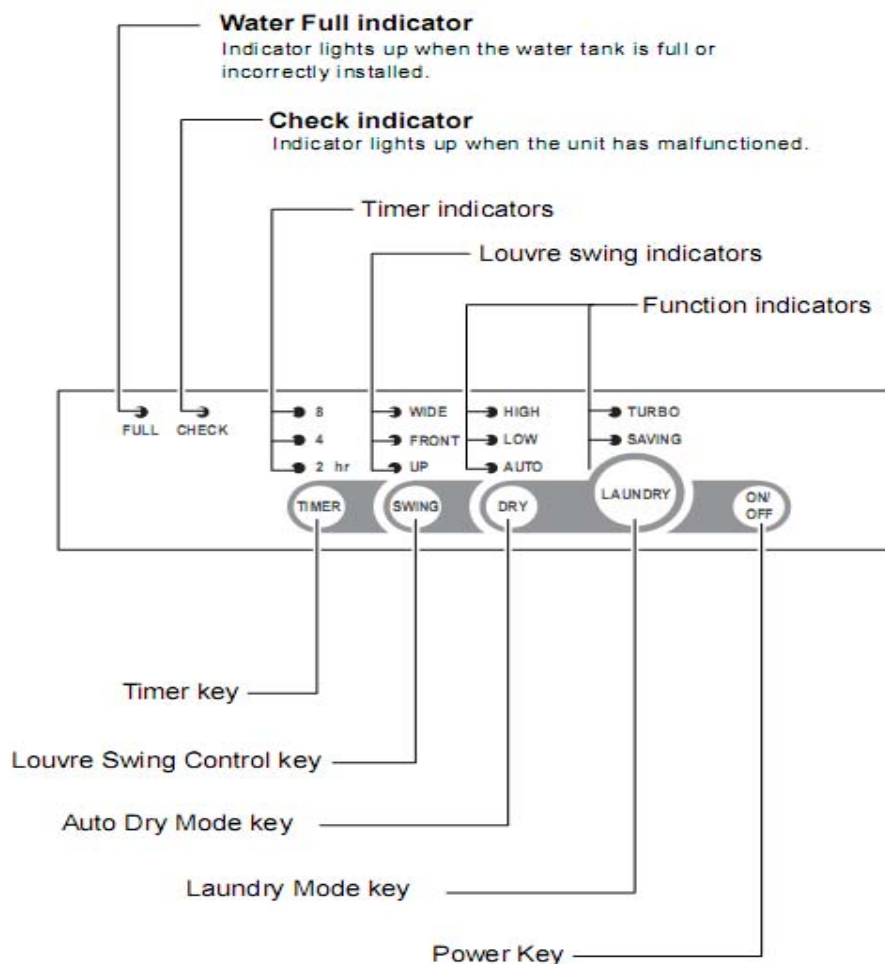 Water Full indicator
Indicator lights up when the water tank is full or
incorrectly installed.
Check indicator
Indicator lights up when the unit has malfunctioned.
Timer indicators
Louvre swing indicators
Function indicators
FULL CHECK
8 WIDE HIGH TURBO
4 FRONT LOW SAVING
2 hr UP AUTO
TIMER SWING DRY LAUNDRY ON/
OFF
Timer key
Louvre Swing Control key
Auto Dry Mode key
Laundry Mode key
Power Key